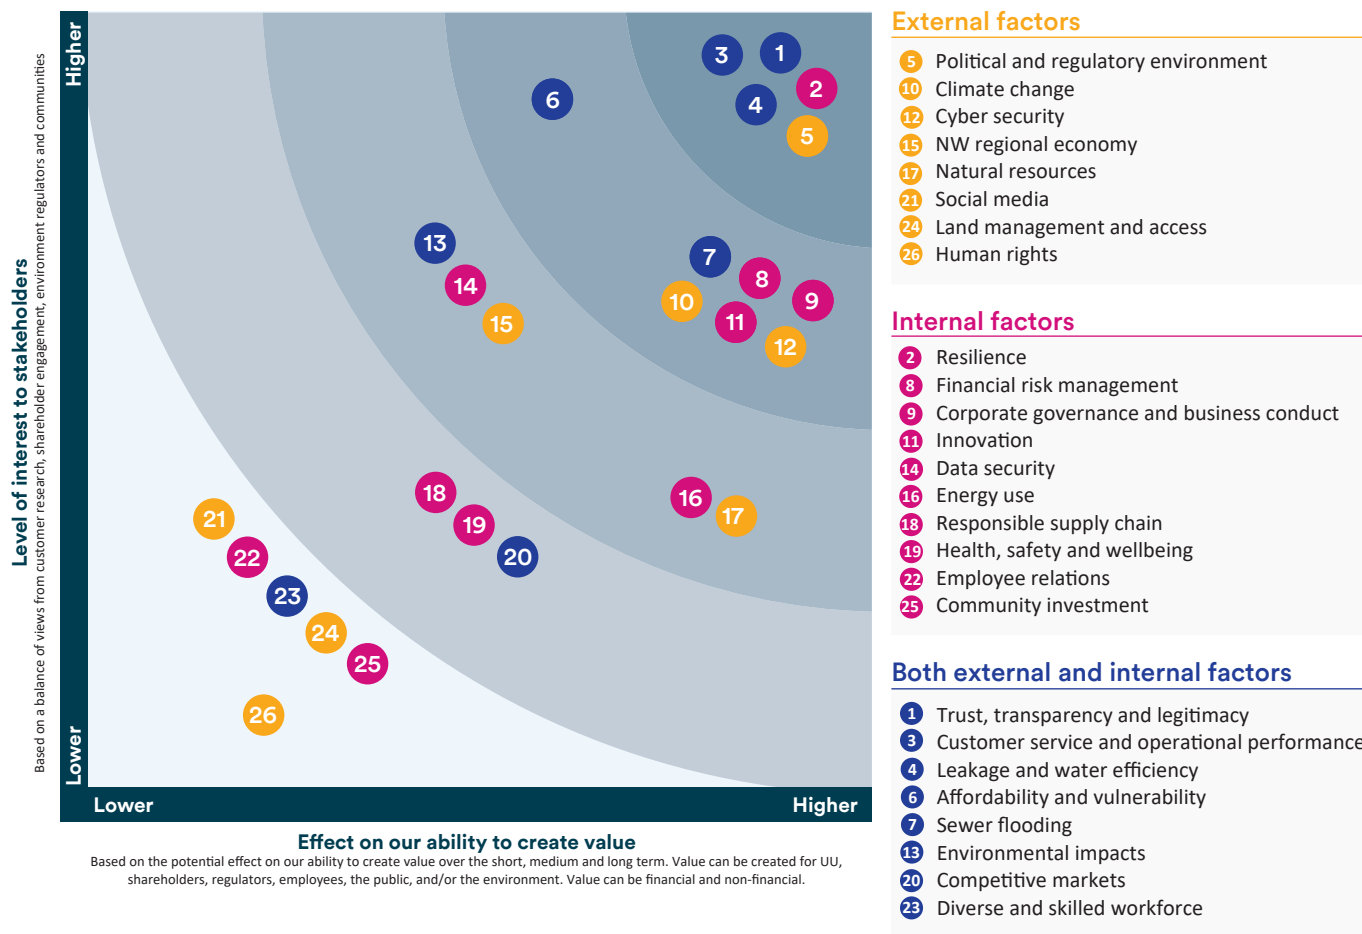 Higher
Level of interest to stakeholders
Based on a balance of views from customer research, shareholder engagement, environment regulators and communities
Lower
3
1
2
4
5
6
13
14
15
7
8
9
10
11
12
18
19
20
16
17
21
22
23
24
25
26
Lower
Higher
Effect on our ability to create value
Based on the potential effect on our ability to create value over the short, medium and long term. Value can be created for UU,
shareholders, regulators, employees, the public, and/or the environment. Value can be financial and non-financial.
External factors
5 Political and regulatory environment
10 Climate change
12 Cyber security
15 NW regional economy
17 Natural resources
21 Social media
24 Land management and access
26 Human rights
Internal factors
2 Resilience
8 Financial risk management
9 Corporate governance and business conduct
11 Innovation
14 Data security
16 Energy use
18 Responsible supply chain
19 Health, safety and wellbeing
22 Employee relations
25 Community investment
Both external and internal factors
1 Trust, transparency and legitimacy
3 Customer service and operational performance
4 Leakage and water efficiency
6 Affordability and vulnerability
7 Sewer flooding
13 Environmental impacts
20 Competitive markets
23 Diverse and skilled workforce